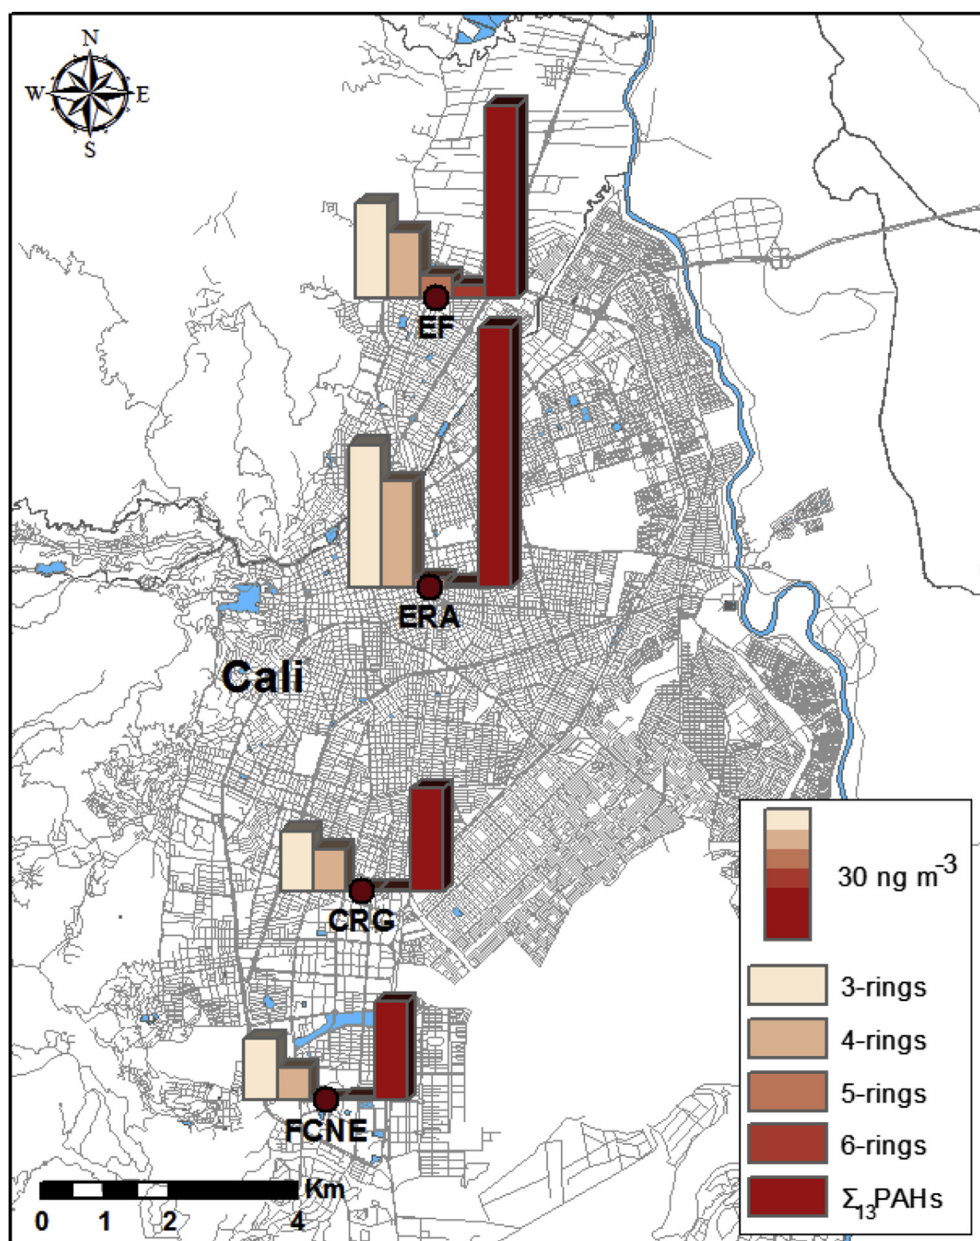 N
W E
S
EF
ERA
Cali
CRG
FCNE
Km
0 1 2 4
30 ng m-3
3-rings
4-rings
5-rings
6-rings
Σ13PAHs